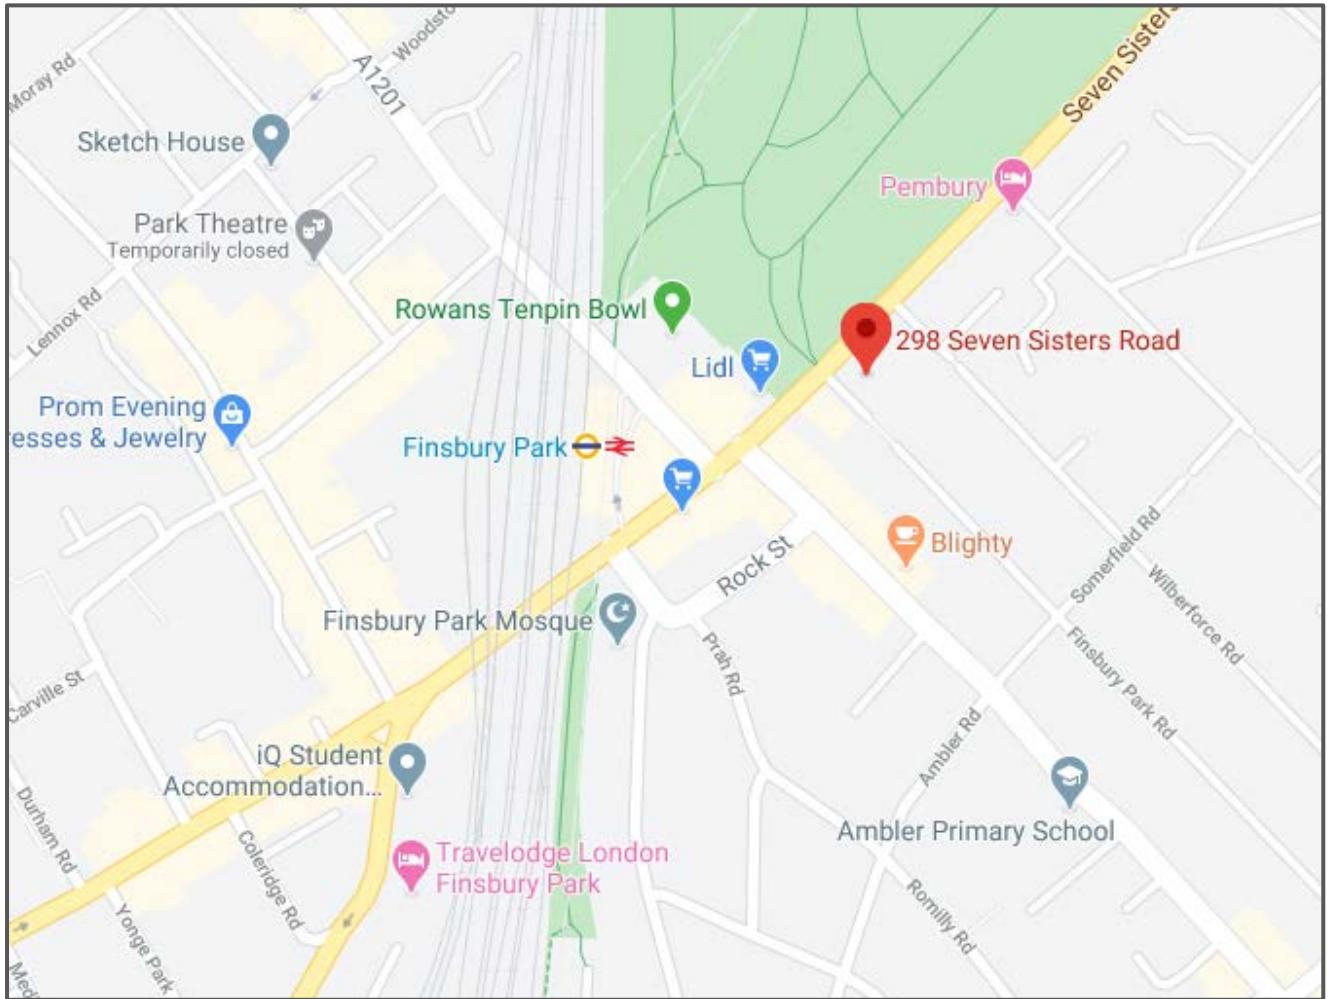 Woodsto
A1201
Moray Rd
Seven Sisters
Sketch House
Pembury
Park Theatre
Temporarily closed
Lennox Rd
Rowans Tenpin Bowl
298 Seven Sisters Road
Lidl
Prom Evening
resses & Jewelry
Finsbury Park
Blighty
Somerfield Rd
Rock St
Wilberforce Rd
Finsbury Park Mosque
Prah Rd
Finsbury Park Rd
Carville St
Ambler Rd
iQ Student
Accommodation...
Durham Rd
Coleridge Rd
Ambler Primary School
Travelodge London
Finsbury Park
Romilly Rd
Yonge Park
Med